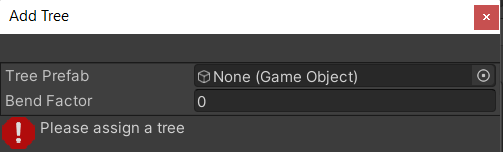 Add Tree
Tree Prefab None (Game Object)
Bend Factor 0
Please assign a tree